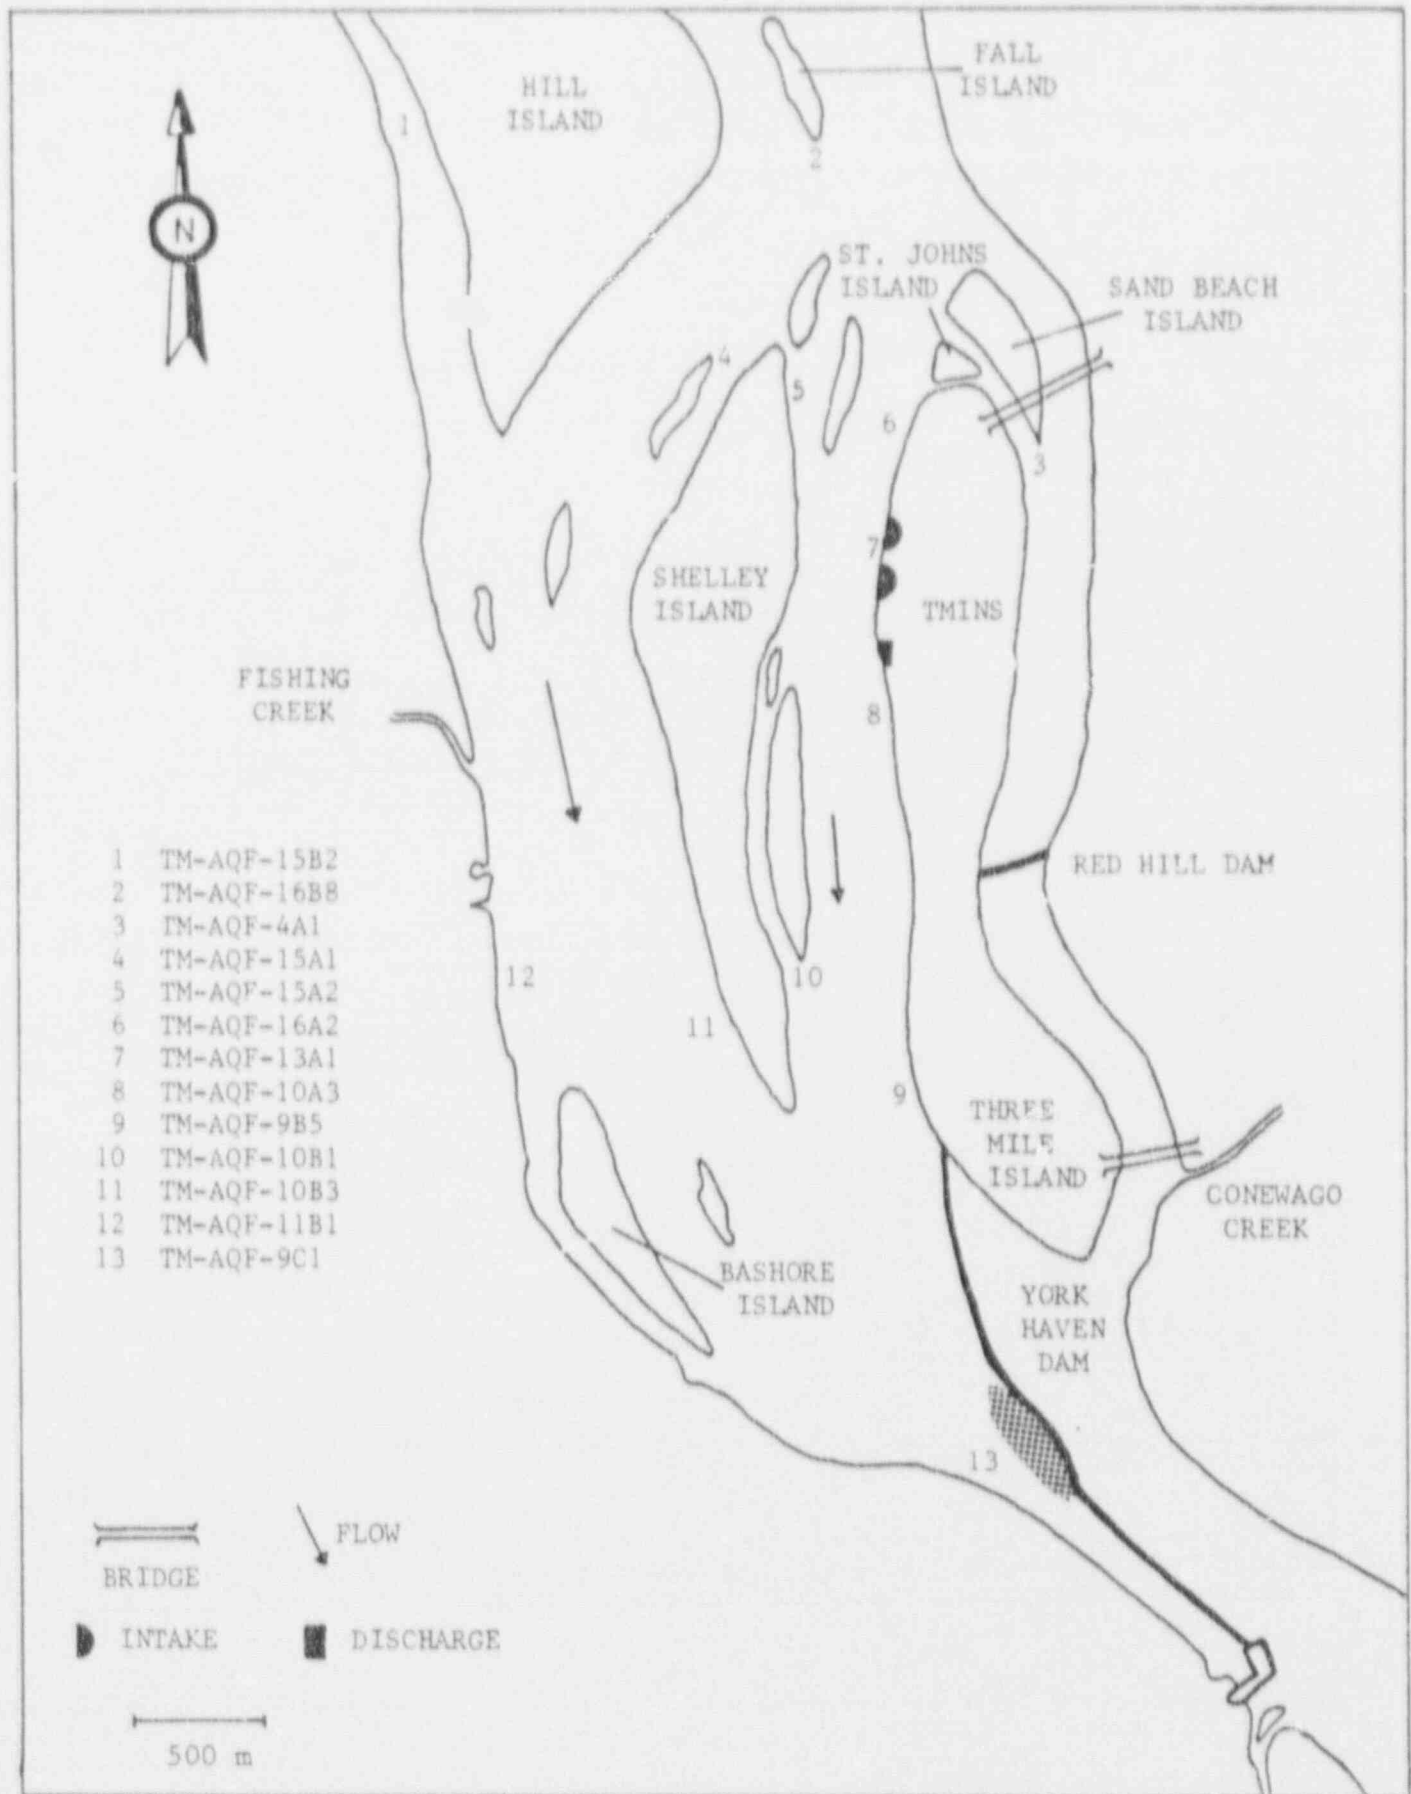 FALL
ISLAND
HILL
ISLAND
1
2
N
ST. JOHNS
ISLAND
SAND BEACH
ISLAND
4
5
6
3
7
SHELLEY
ISLAND
TMINS
FISHING
CREEK
8
RED HILL DAM
1 TM-AQF-15B2
2 TM-AQF-16B8
3 TM-AQF-4A1
4 TM-AQF-15A1
5 TM-AQF-15A2
6 TM-AQF-16A2
7 TM-AQF-13A1
8 TM-AQF-10A3
9 TM-AQF-9B5
10 TM-AQF-10B1
11 TM-AQF-10B3
12 TM-AQF-11B1
13 TM-AQF-9C1
12
10
11
9
THREE
MILE
ISLAND
CONEWAGO
CREEK
BASHORE
ISLAND
YORK
HAVEN
DAM
13
FLOW
BRIDGE
INTAKE
DISCHARGE
500 m